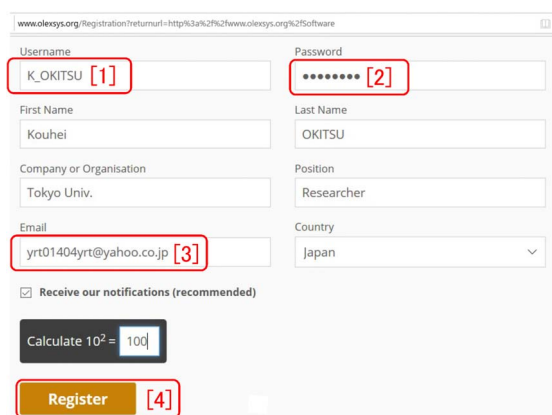 www.olexsys.org/Registration?returnurl=http%3a%2f%2fwww.olexsys.org%2fSoftware
Username Password
K_OKITSU [1] •••••••• [2]
First Name Last Name
Kouhei OKITSU
Company or Organisation Position
Tokyo Univ. Researcher
Email Country
yrt01404yrt@yahoo.co.jp [3] Japan
Receive our notifications (recommended)
Calculate 10² = 100
Register [4]